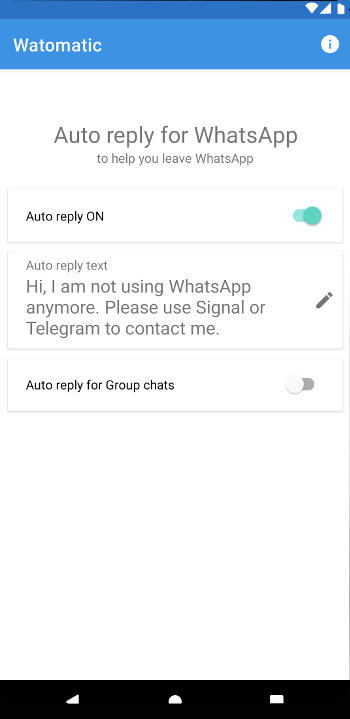 Watomatic
Auto reply for WhatsApp
to help you leave WhatsApp
Auto reply ON
Auto reply text
Hi, I am not using WhatsApp
anymore. Please use Signal or
Telegram to contact me.
Auto reply for Group chats